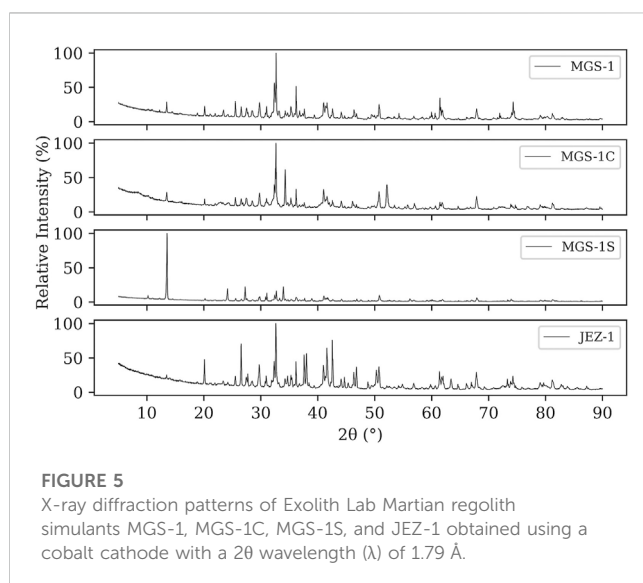 100
MGS-1
50
0
100
MGS-1C
50
0
Relative Intensity (%)
100
MGS-1S
50
0
100
JEZ-1
50
0
10 20 30 40 50 60 70 80 90
2θ (°)
FIGURE 5
X-ray diffraction patterns of Exolith Lab Martian regolith
simulants MGS-1, MGS-1C, MGS-1S, and JEZ-1 obtained using a
cobalt cathode with a 2θ wavelength (λ) of 1.79 Å.